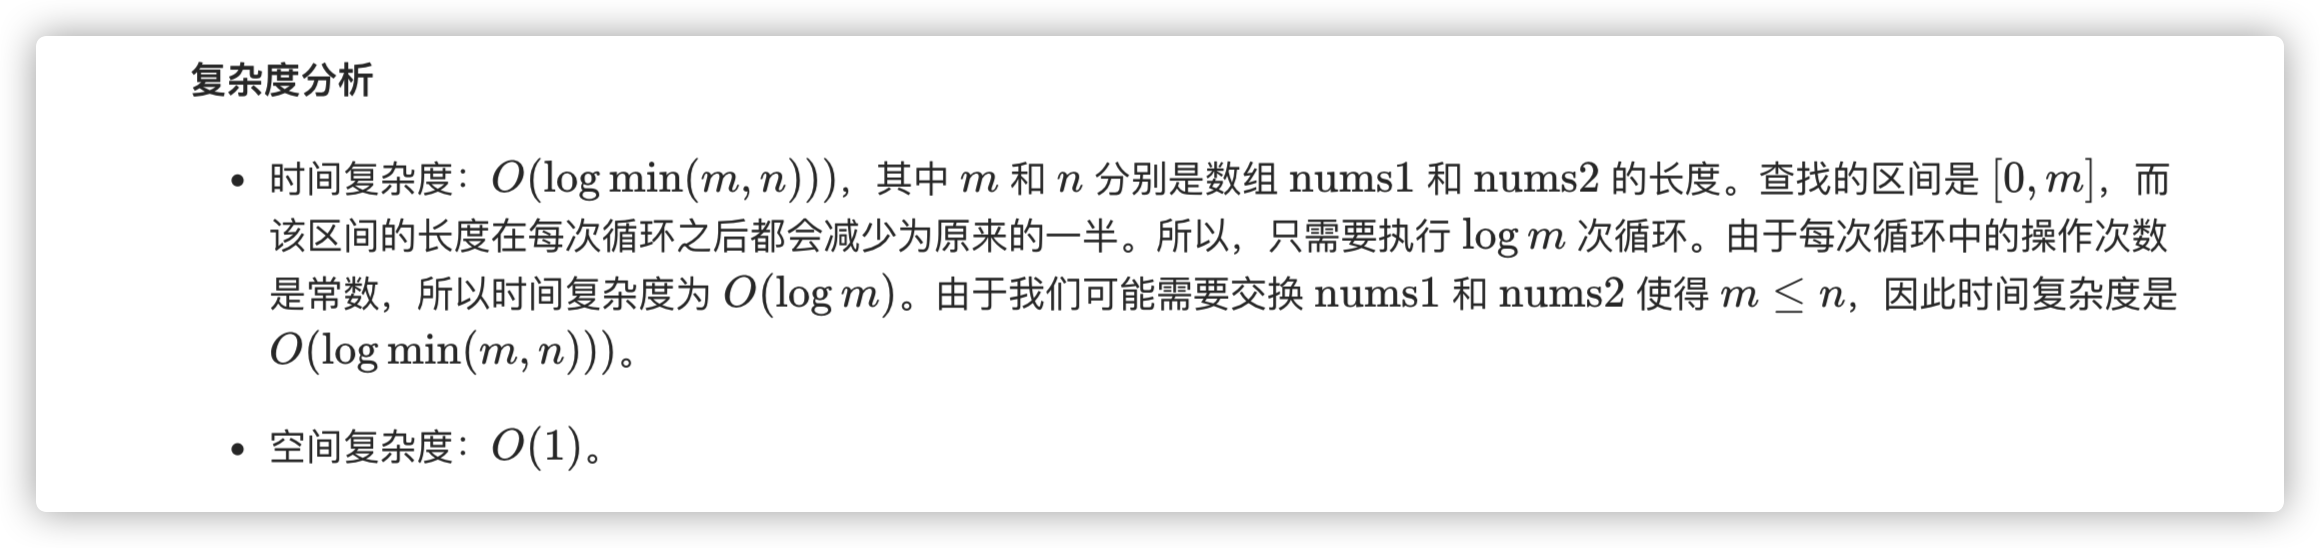 复杂度分析
• 时间复杂度：O(log min(m, n)))，其中 m 和 n 分别是数组 nums1 和 nums2 的长度。查找的区间是 [0, m]，而
该区间的长度在每次循环之后都会减少为原来的一半。所以，只需要执行 log m 次循环。由于每次循环中的操作次数
是常数，所以时间复杂度为 O(log m)。由于我们可能需要交换 nums1 和 nums2 使得 m ≤ n，因此时间复杂度是
O(log min(m, n)))。
• 空间复杂度：O(1)。